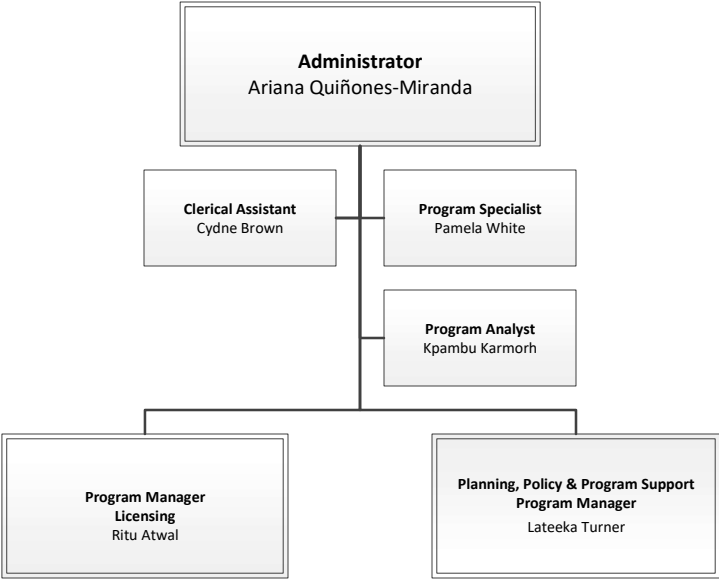 Administrator
Ariana Quiñones-Miranda
Clerical Assistant
Cydne Brown
Program Specialist
Pamela White
Program Analyst
Kpambu Karmorh
Program Manager
Licensing
Ritu Atwal
Planning, Policy & Program Support
Program Manager
Lateeka Turner